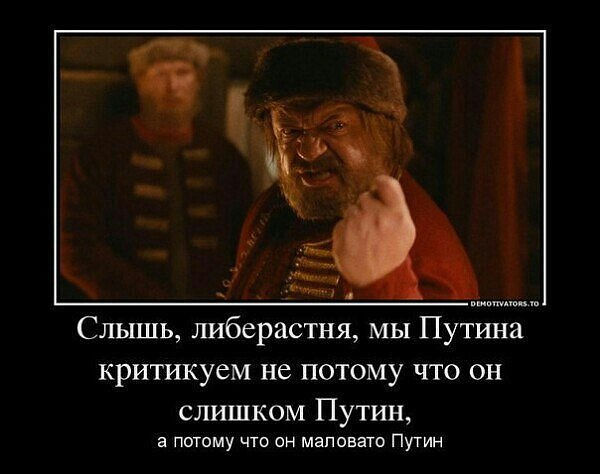 DEMOTIVATORS.TO
Слышь, либерастня, мы Путина
критикуем не потому что он
слишком Путин,
а потому что он маловато Путин